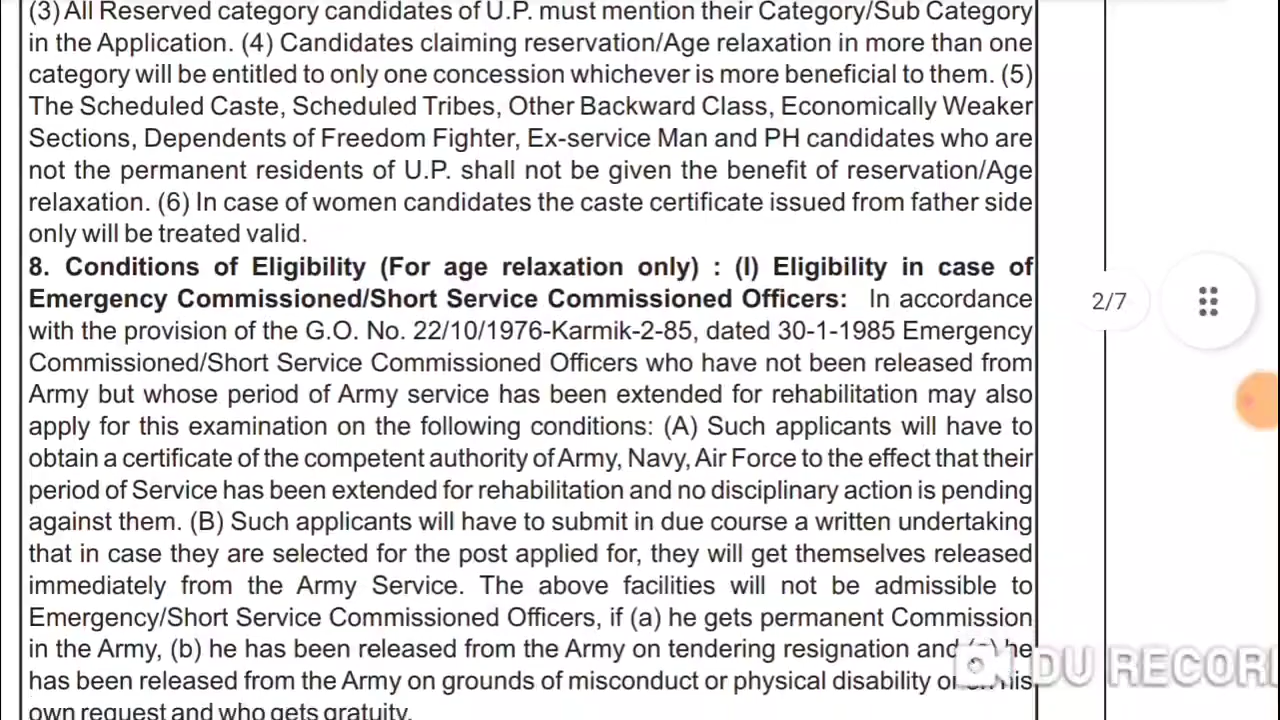 (3) All Reserved category candidates of U.P. must mention their Category/Sub Category
in the Application. (4) Candidates claiming reservation/Age relaxation in more than one
category will be entitled to only one concession whichever is more beneficial to them. (5)
The Scheduled Caste, Scheduled Tribes, Other Backward Class, Economically Weaker
Sections, Dependents of Freedom Fighter, Ex-service Man and PH candidates who are
not the permanent residents of U.P. shall not be given the benefit of reservation/Age
relaxation. (6) In case of women candidates the caste certificate issued from father side
only will be treated valid.
8. Conditions of Eligibility (For age relaxation only) : (I) Eligibility in case of
Emergency Commissioned/Short Service Commissioned Officers: In accordance
with the provision of the G.O. No. 22/10/1976-Karmik-2-85, dated 30-1-1985 Emergency
Commissioned/Short Service Commissioned Officers who have not been released from
Army but whose period of Army service has been extended for rehabilitation may also
apply for this examination on the following conditions: (A) Such applicants will have to
obtain a certificate of the competent authority of Army, Navy, Air Force to the effect that their
period of Service has been extended for rehabilitation and no disciplinary action is pending
against them. (B) Such applicants will have to submit in due course a written undertaking
that in case they are selected for the post applied for, they will get themselves released
immediately from the Army Service. The above facilities will not be admissible to
Emergency/Short Service Commissioned Officers, if (a) he gets permanent Commission
in the Army, (b) he has been released from the Army on tendering resignation and he
has been released from the Army on grounds of misconduct or physical disability or his
own request and who gets gratuity.
2/7
DU RECOR